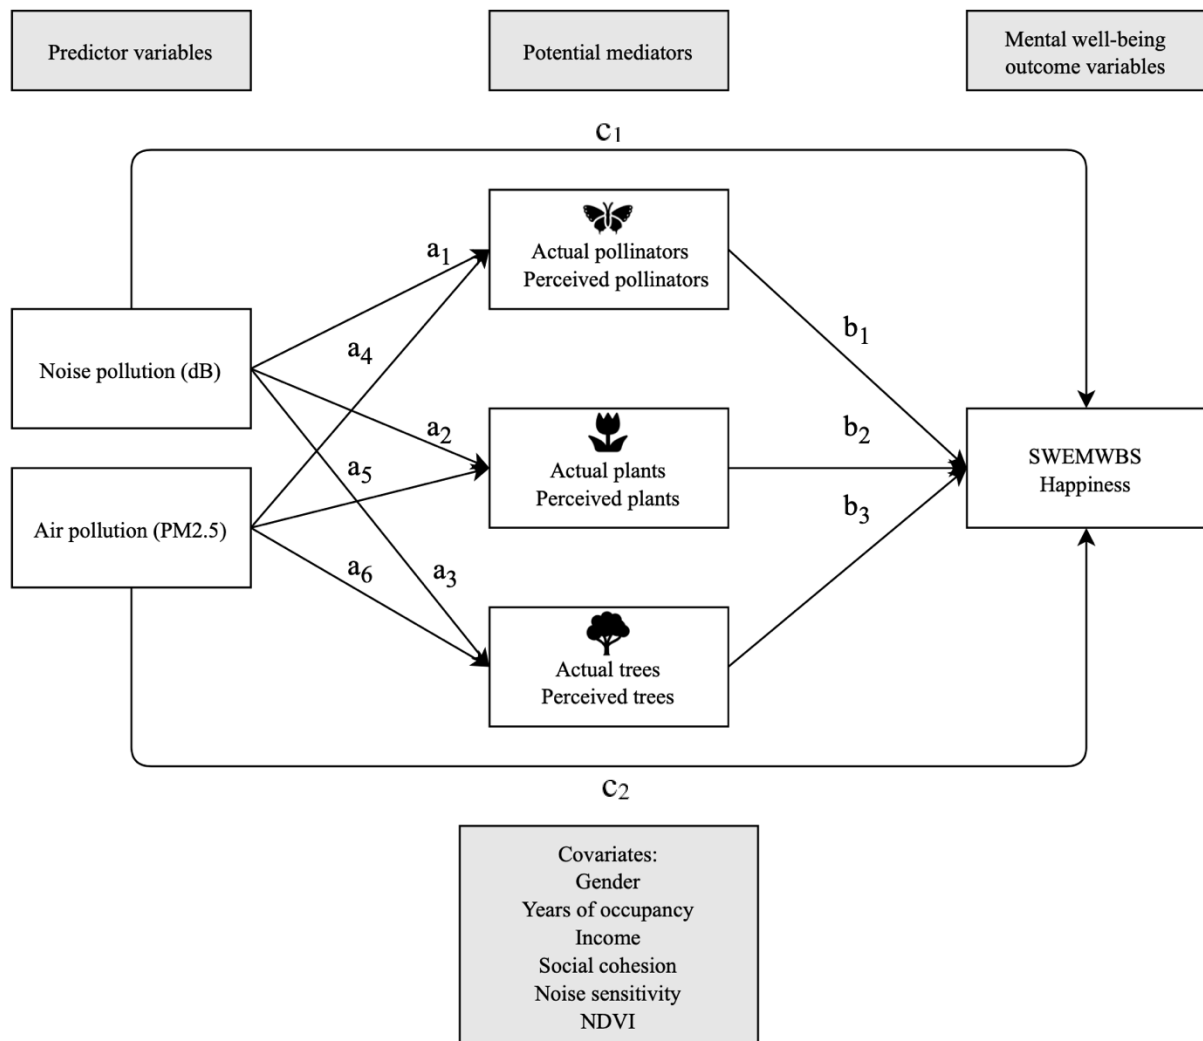 Predictor variables
Potential mediators
Mental well-being
outcome variables
c1
Actual pollinators
Perceived pollinators
a1
a4
b1
Noise pollution (dB)
a2
a5
Actual plants
Perceived plants
b2
b3
SWEMWBS
Happiness
Air pollution (PM2.5)
a6
a3
Actual trees
Perceived trees
c2
Covariates:
Gender
Years of occupancy
Income
Social cohesion
Noise sensitivity
NDVI